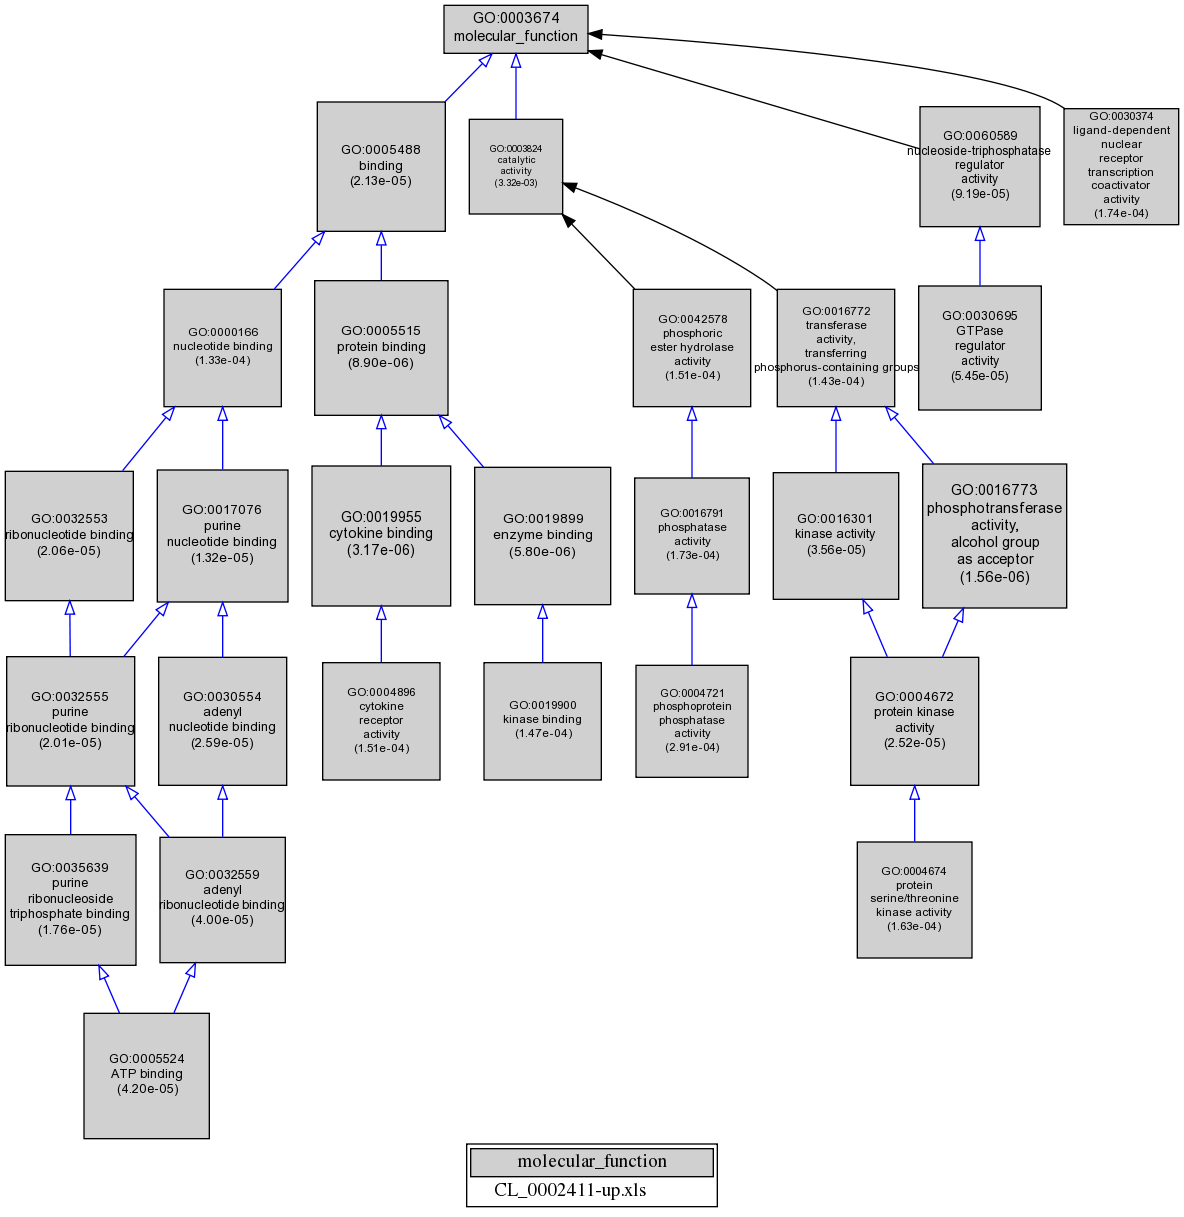 GO:0003674
molecular_function
GO:0005488
binding
(2.13e-05)
GO:0003824
catalytic
activity
(3.32e-03)
GO:0060589
nucleoside-triphosphatase
regulator
activity
(9.19e-05)
GO:0030374
ligand-dependent
nuclear
receptor
transcription
coactivator
activity
(1.74e-04)
GO:0000166
nucleotide binding
(1.33e-04)
GO:0005515
protein binding
(8.90e-06)
GO:0042578
phosphoric
ester hydrolase
activity
(1.51e-04)
GO:0016772
transferase
activity,
transferring
phosphorus-containing groups
(1.43e-04)
GO:0030695
GTPase
regulator
activity
(5.45e-05)
GO:0032553
ribonucleotide binding
(2.06e-05)
GO:0017076
purine
nucleotide binding
(1.32e-05)
GO:0019955
cytokine binding
(3.17e-06)
GO:0019899
enzyme binding
(5.80e-06)
GO:0016791
phosphatase
activity
(1.73e-04)
GO:0016301
kinase activity
(3.56e-05)
GO:0016773
phosphotransferase
activity,
alcohol group
as acceptor
(1.56e-06)
GO:0032555
purine
ribonucleotide binding
(2.01e-05)
GO:0030554
adenyl
nucleotide binding
(2.59e-05)
GO:0004896
cytokine
receptor
activity
(1.51e-04)
GO:0019900
kinase binding
(1.47e-04)
GO:0004721
phosphoprotein
phosphatase
activity
(2.91e-04)
GO:0004672
protein kinase
activity
(2.52e-05)
GO:0035639
purine
ribonucleoside
triphosphate binding
(1.76e-05)
GO:0032559
adenyl
ribonucleotide binding
(4.00e-05)
GO:0004674
protein
serine/threonine
kinase activity
(1.63e-04)
GO:0005524
ATP binding
(4.20e-05)
molecular_function
CL_0002411-up.xls